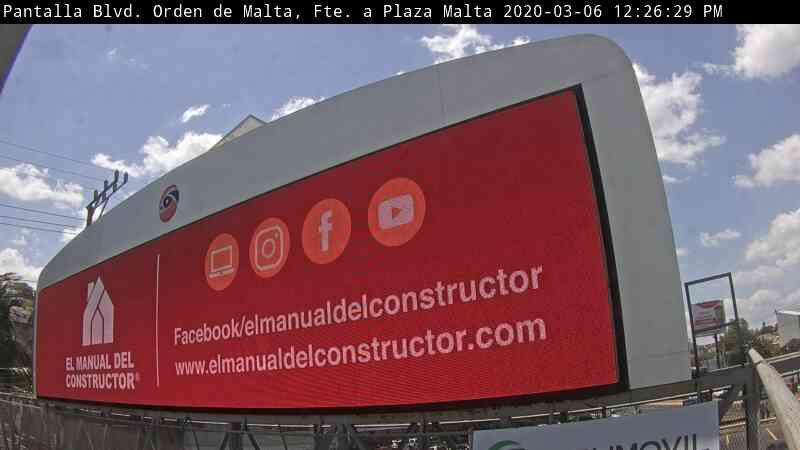 Pantalla Blvd. Orden de Malta, Fte. a Plaza Malta 2020-03-06 12:26:29 PM
Facebook/elmanualdelconstructor
www.elmanualdelconstructor.com
EL MANUAL DEL
CONSTRUCTOR®